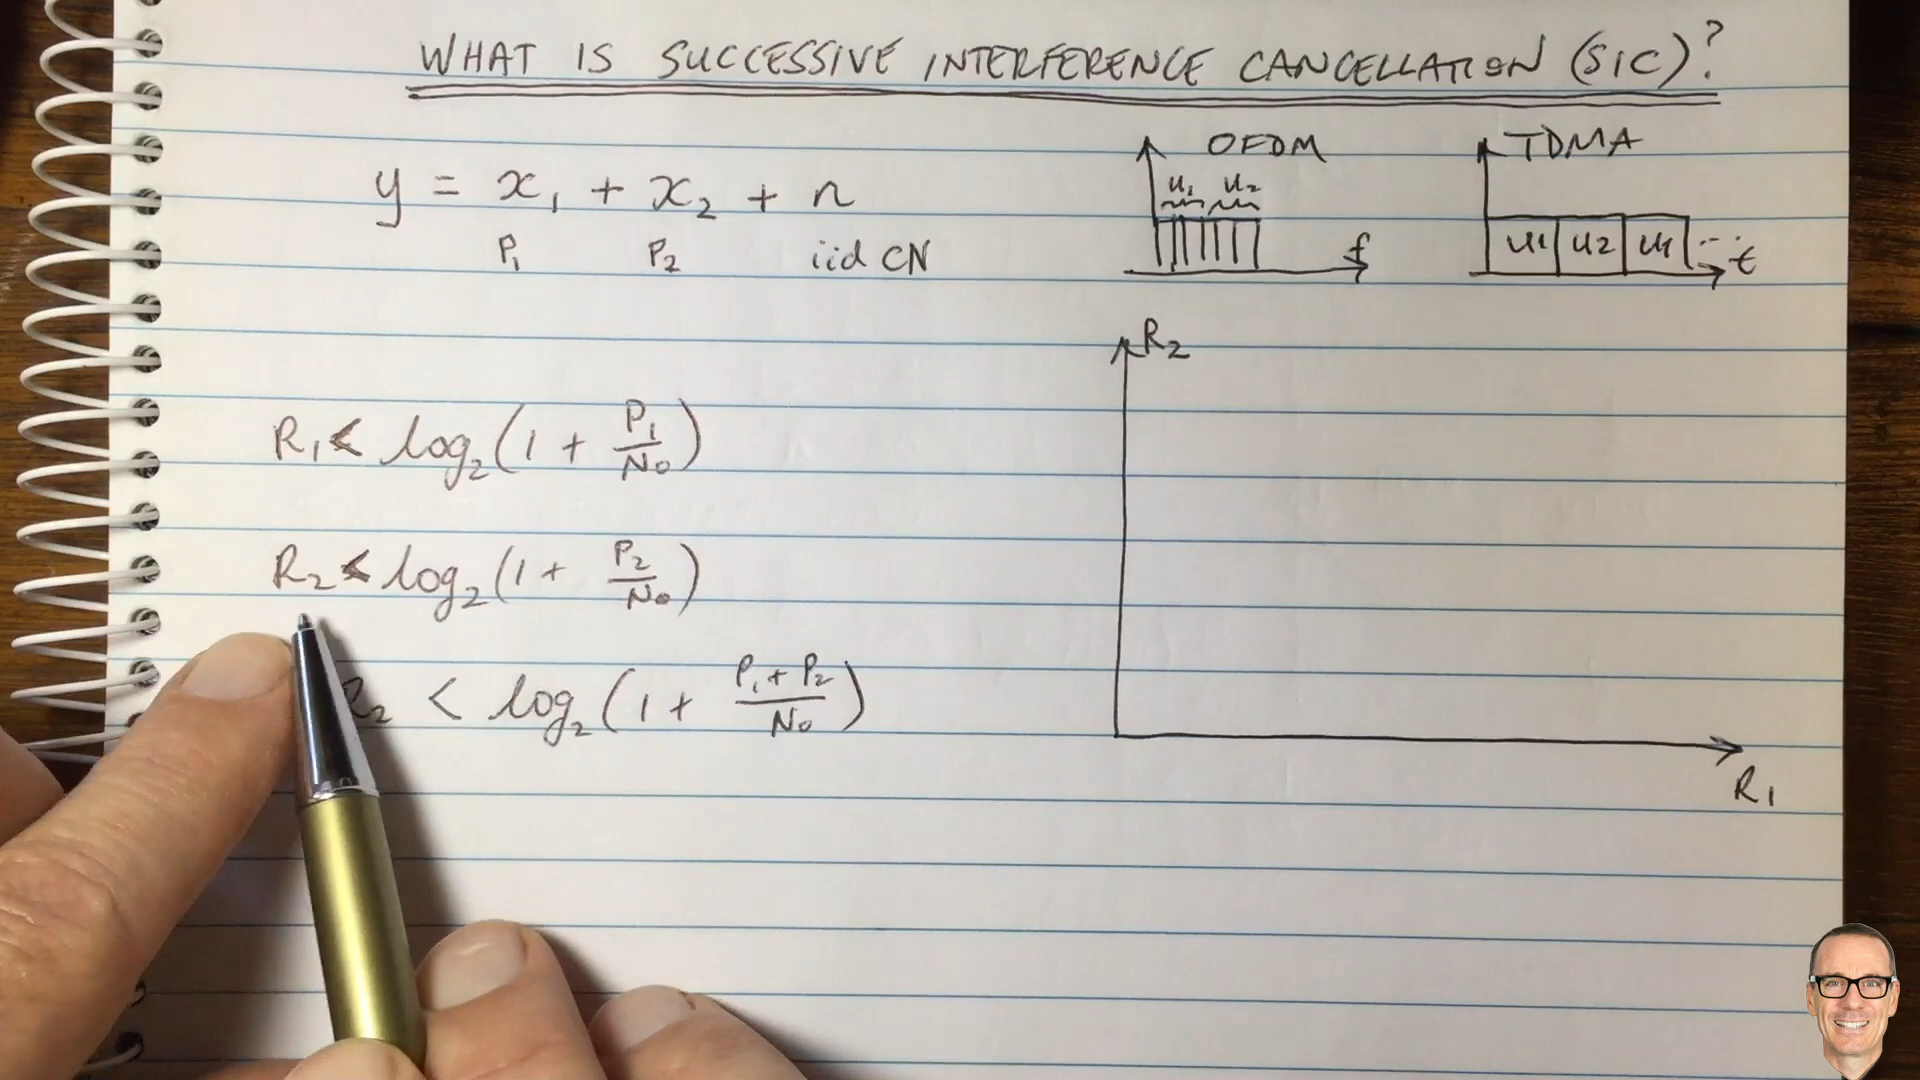 WHAT IS SUCCESSIVE INTERFERENCE CANCELLATION (SIC)?
y = x₁ + x₂ + n
P₁ P₂ iid CN
OFDM
u₁ u₂
f
TDMA
u1 u2 u1 ...
t
R₁ < log₂(1 + P₁/N₀)
R₂ < log₂(1 + P₂/N₀)
R₂ < log₂(1 + (P₁+P₂)/N₀)
R₂
R₁